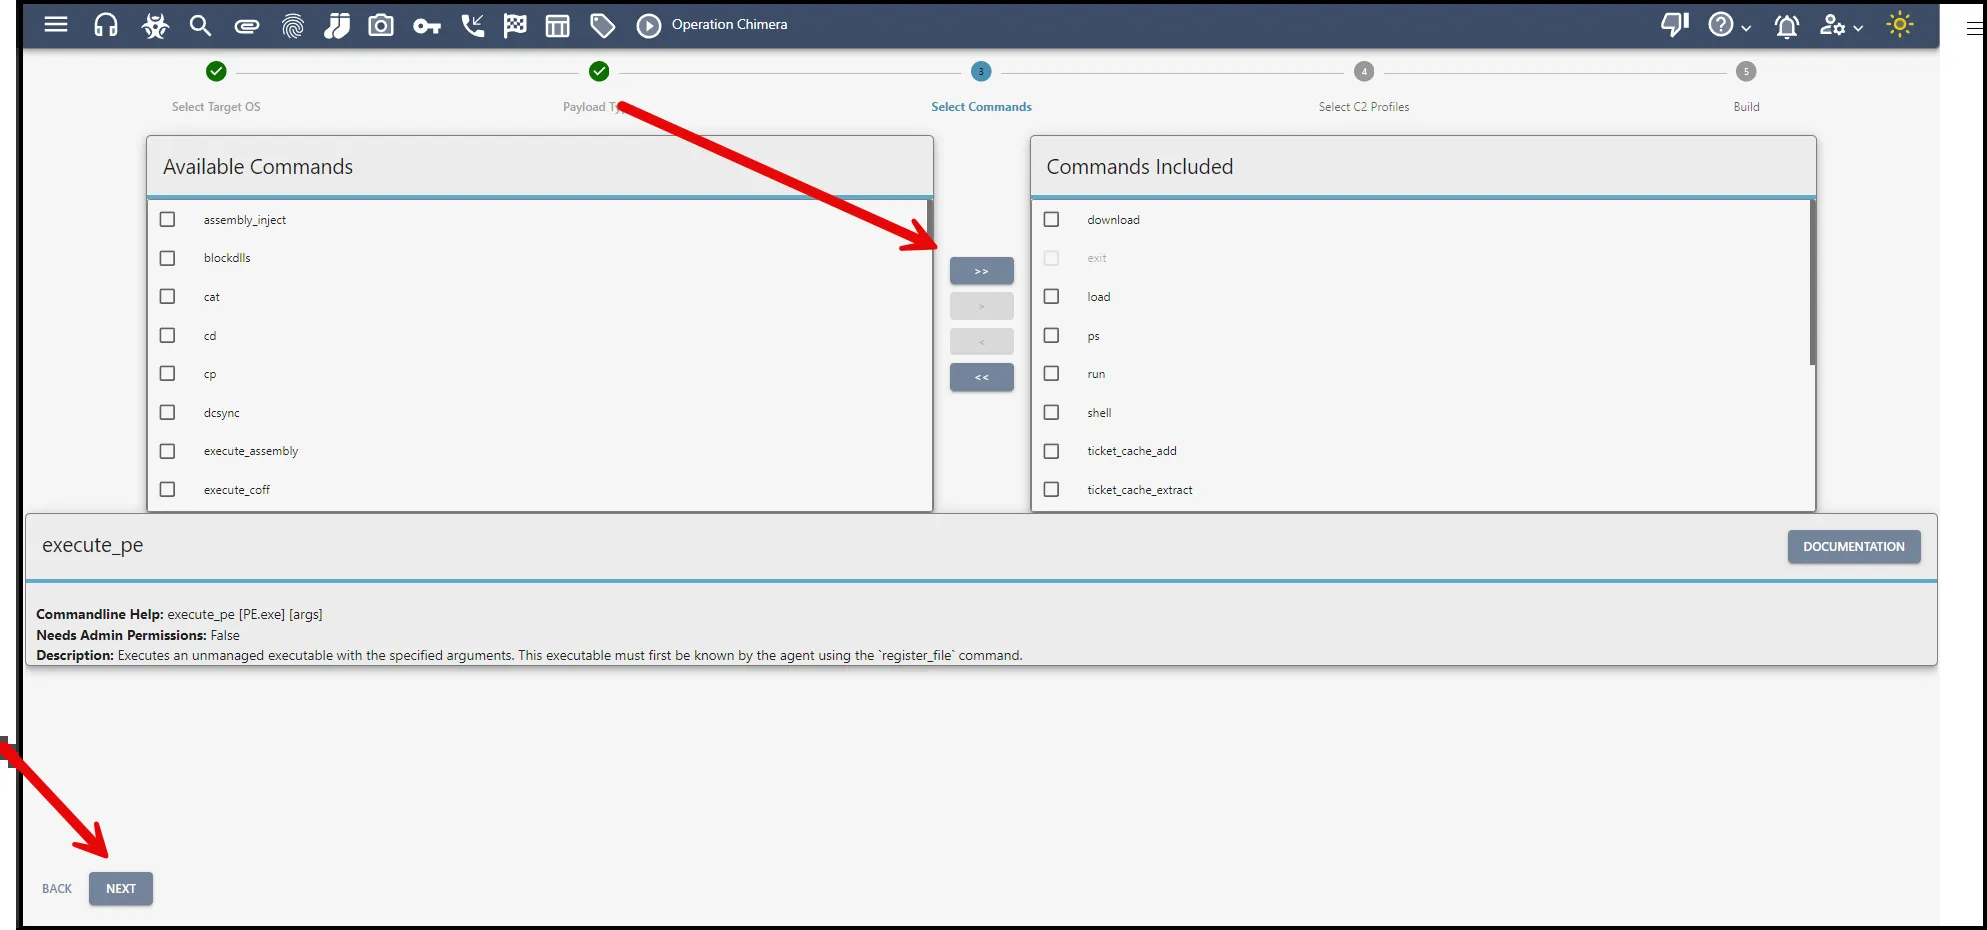 Operation Chimera
3
4
5
Select Target OS
Payload Ty
Select Commands
Select C2 Profiles
Build
Available Commands
assembly_inject
blockdlls
cat
cd
cp
dcsync
execute_assembly
execute_coff
>>
>
<
<<
Commands Included
download
exit
load
ps
run
shell
ticket_cache_add
ticket_cache_extract
execute_pe
DOCUMENTATION
Commandline Help: execute_pe [PE.exe] [args]
Needs Admin Permissions: False
Description: Executes an unmanaged executable with the specified arguments. This executable must first be known by the agent using the `register_file` command.
BACK
NEXT